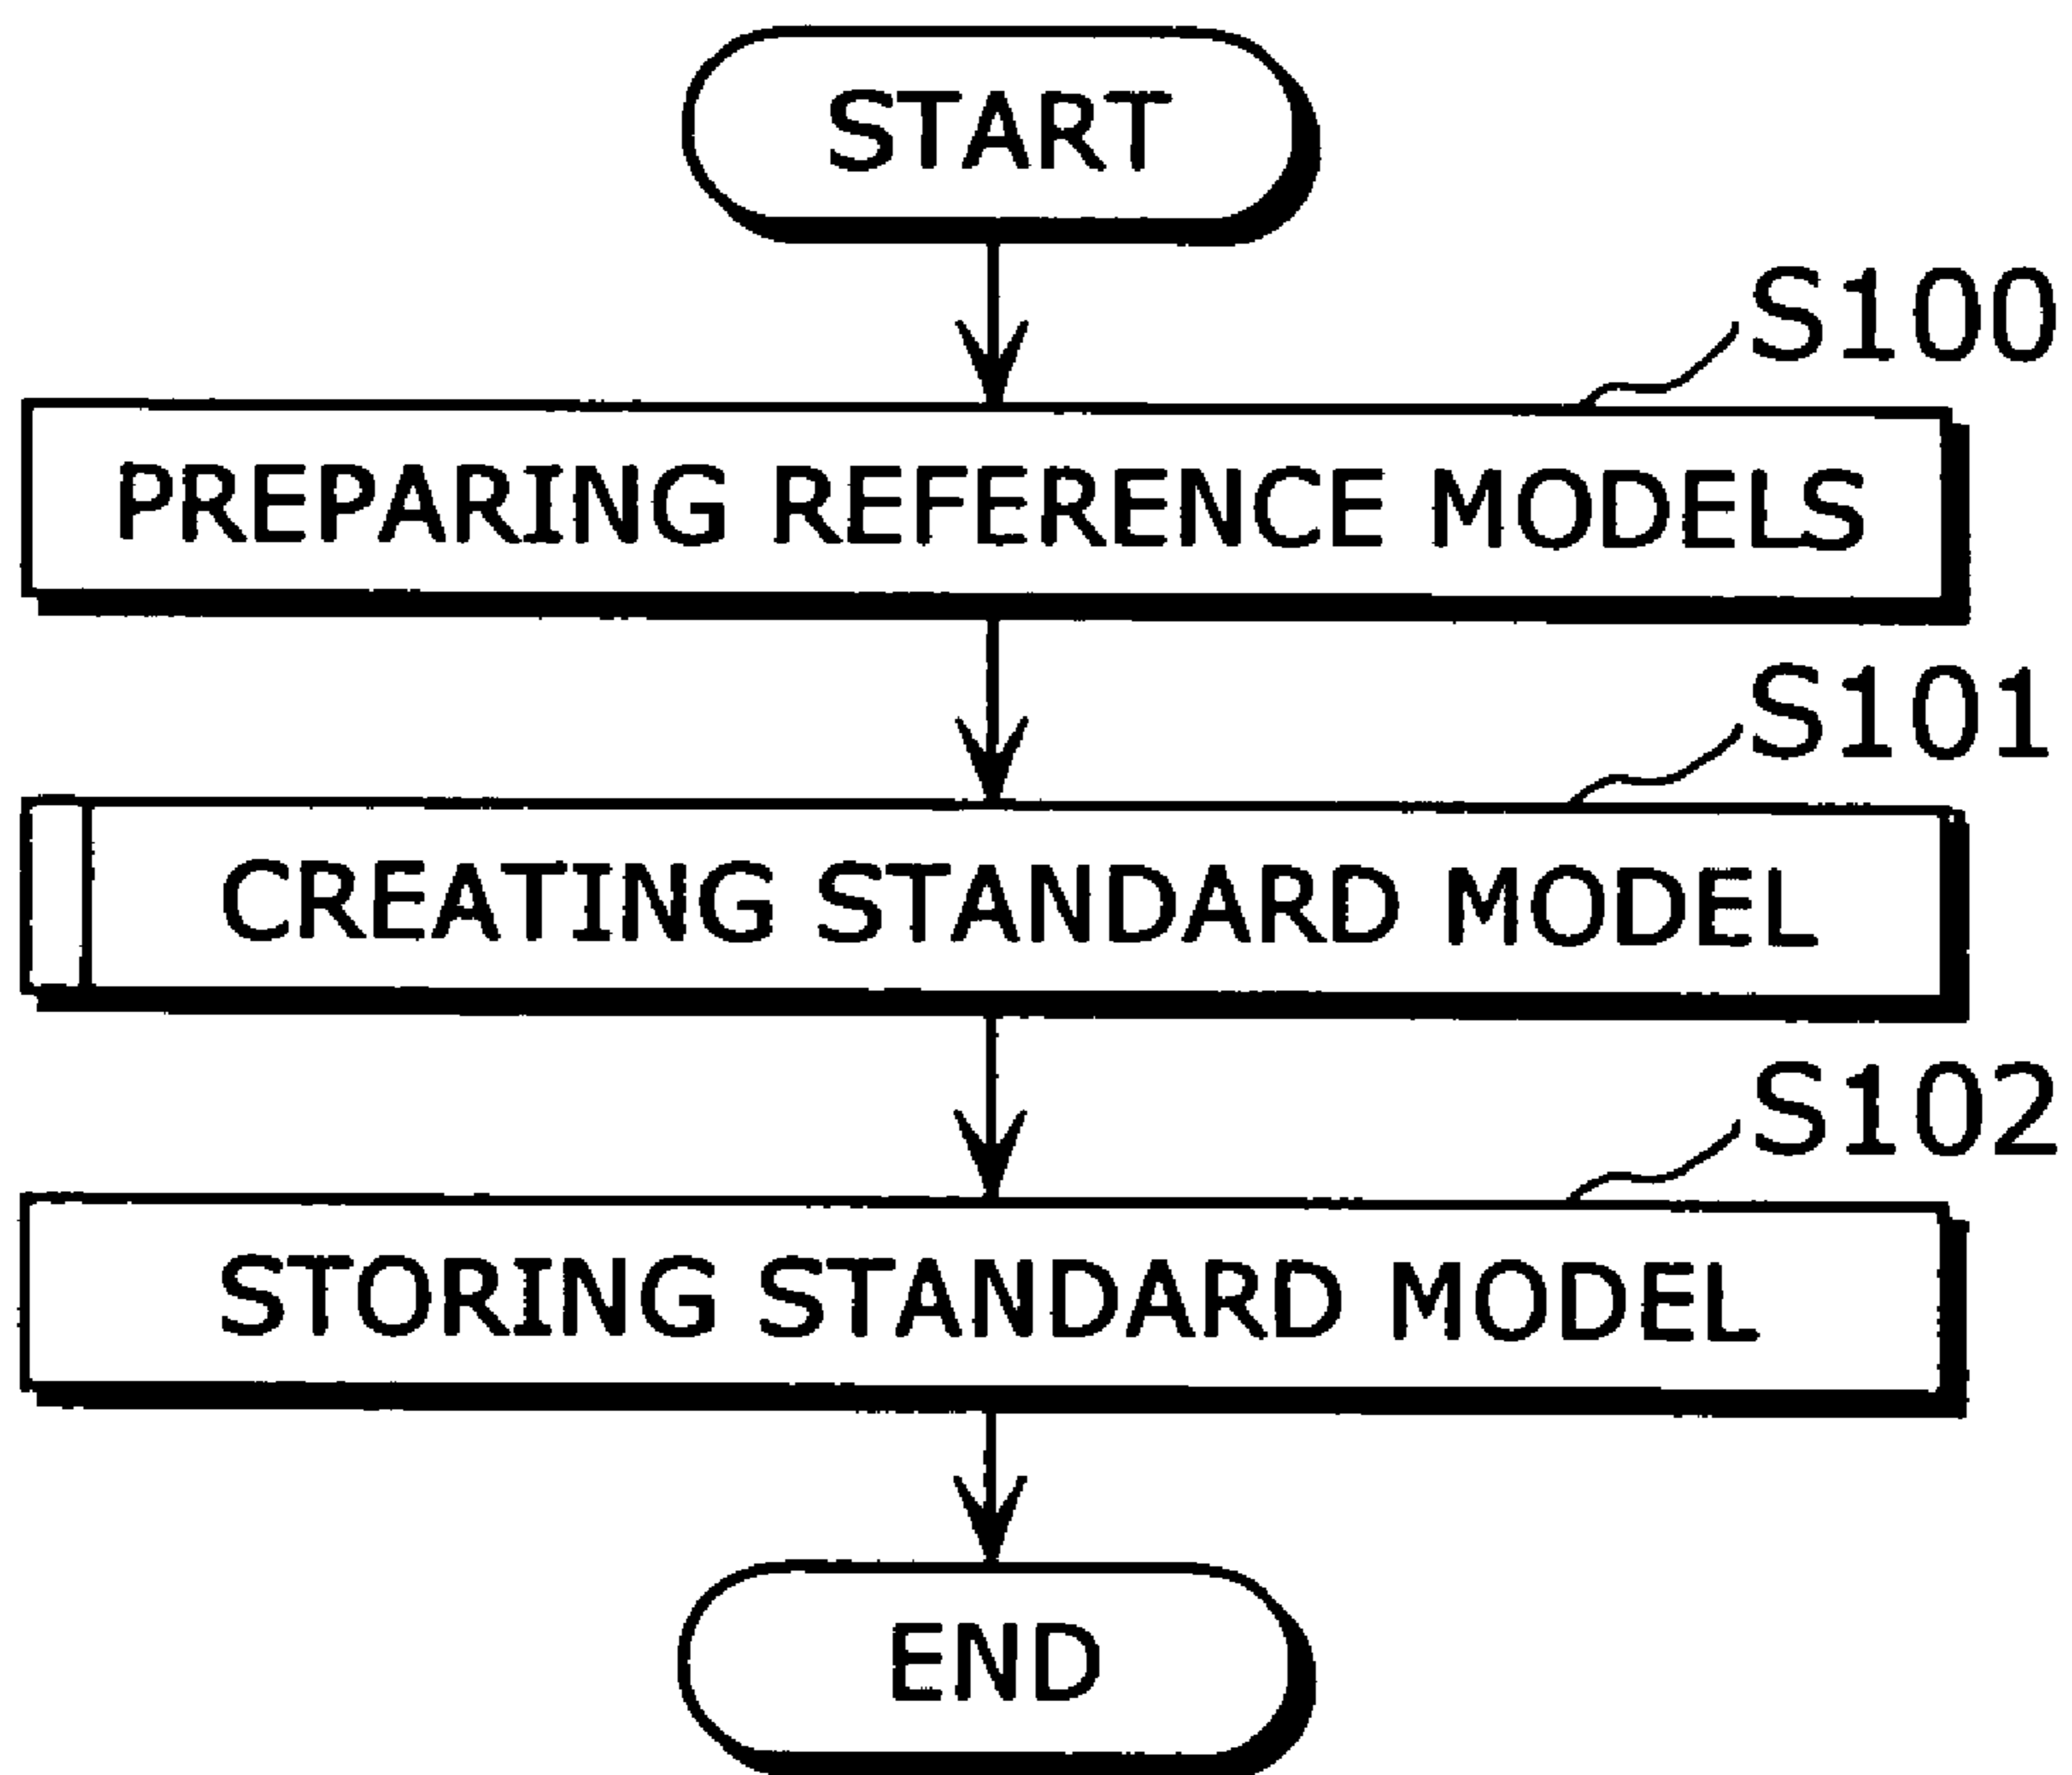 START
S100
PREPARING REFERENCE MODELS
S101
CREATING STANDARD MODEL
S102
STORING STANDARD MODEL
END